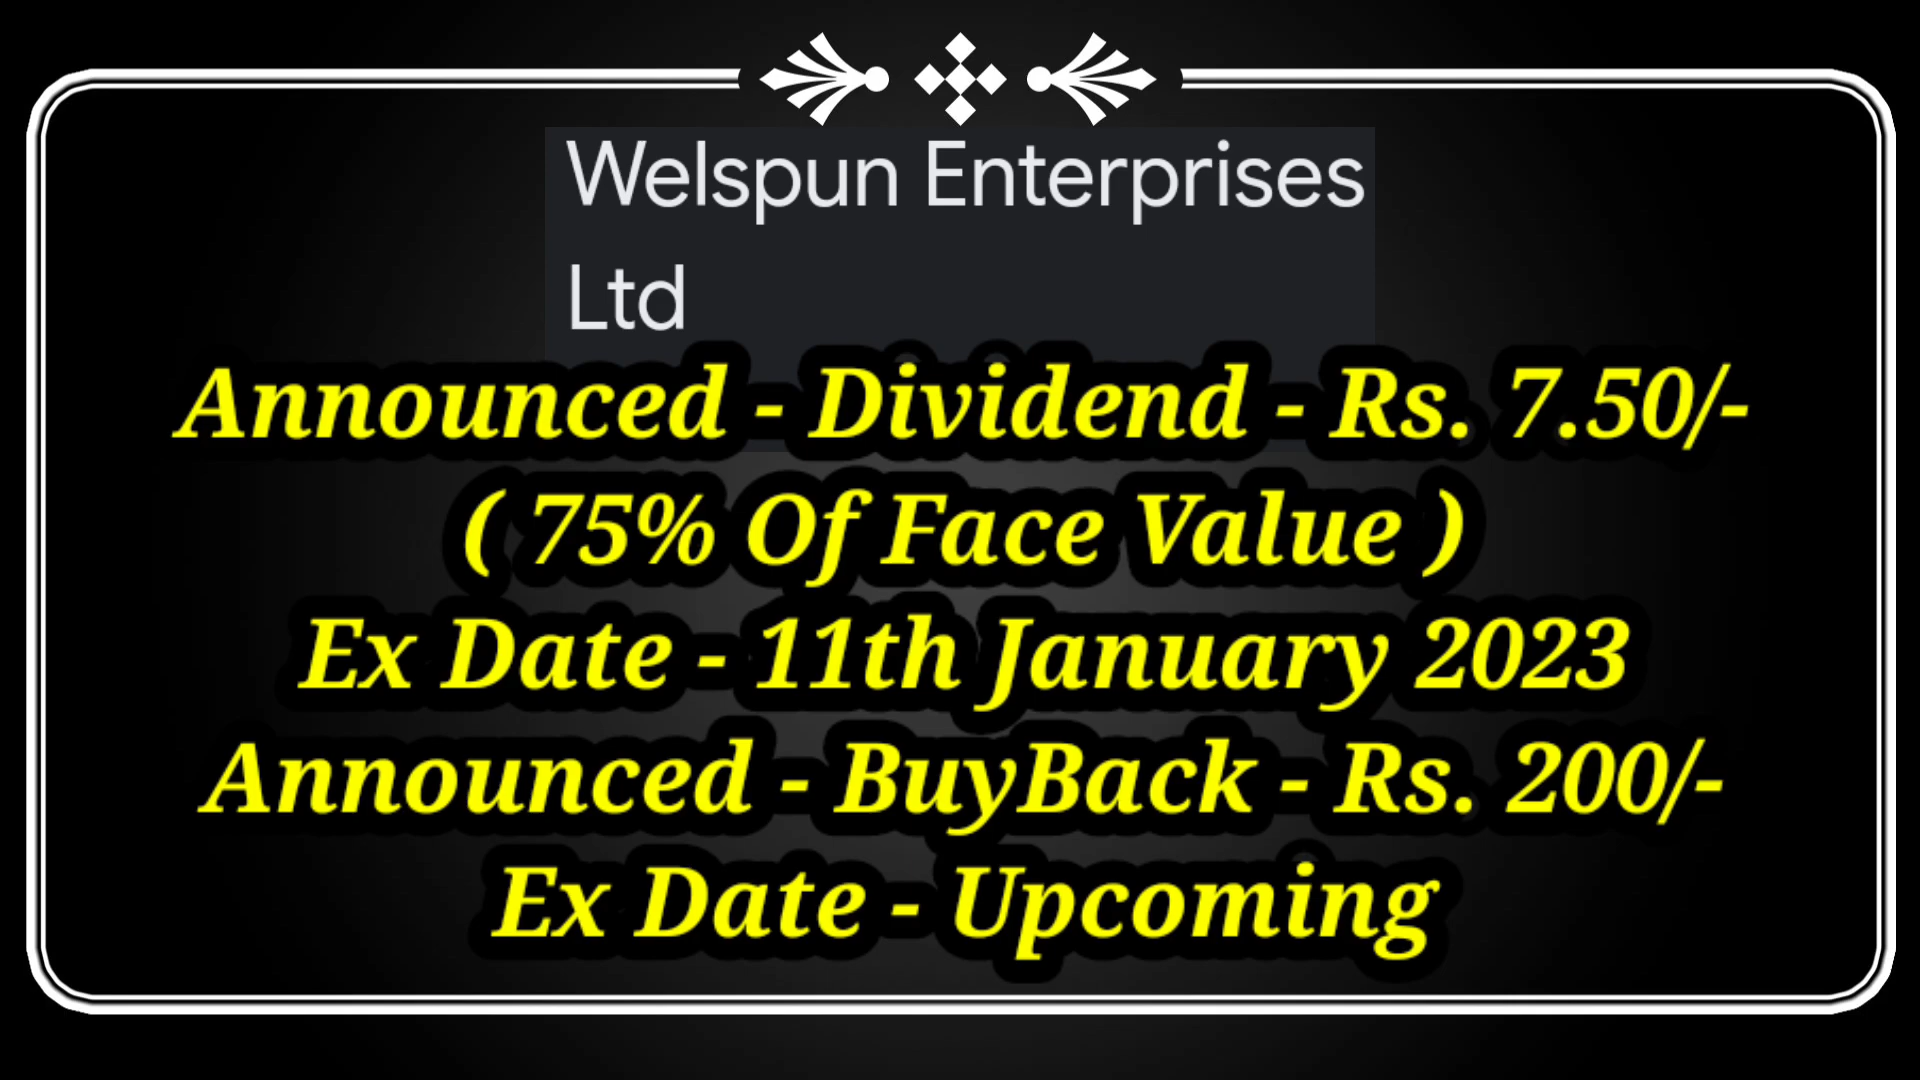 Welspun Enterprises
Ltd
Announced - Dividend - Rs. 7.50/-
( 75% Of Face Value )
Ex Date - 11th January 2023
Announced - BuyBack - Rs. 200/-
Ex Date - Upcoming